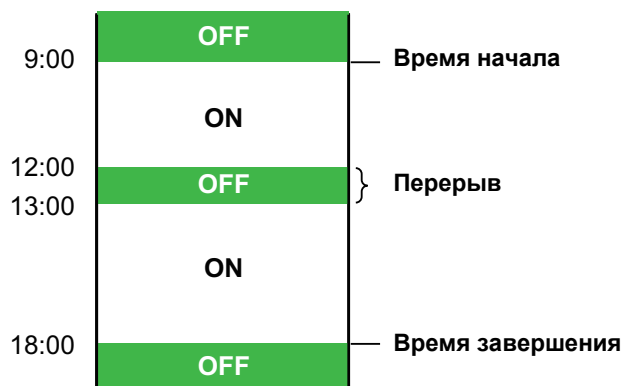 OFF
9:00 Время начала
ON
12:00
OFF Перерыв
13:00
ON
18:00 Время завершения
OFF